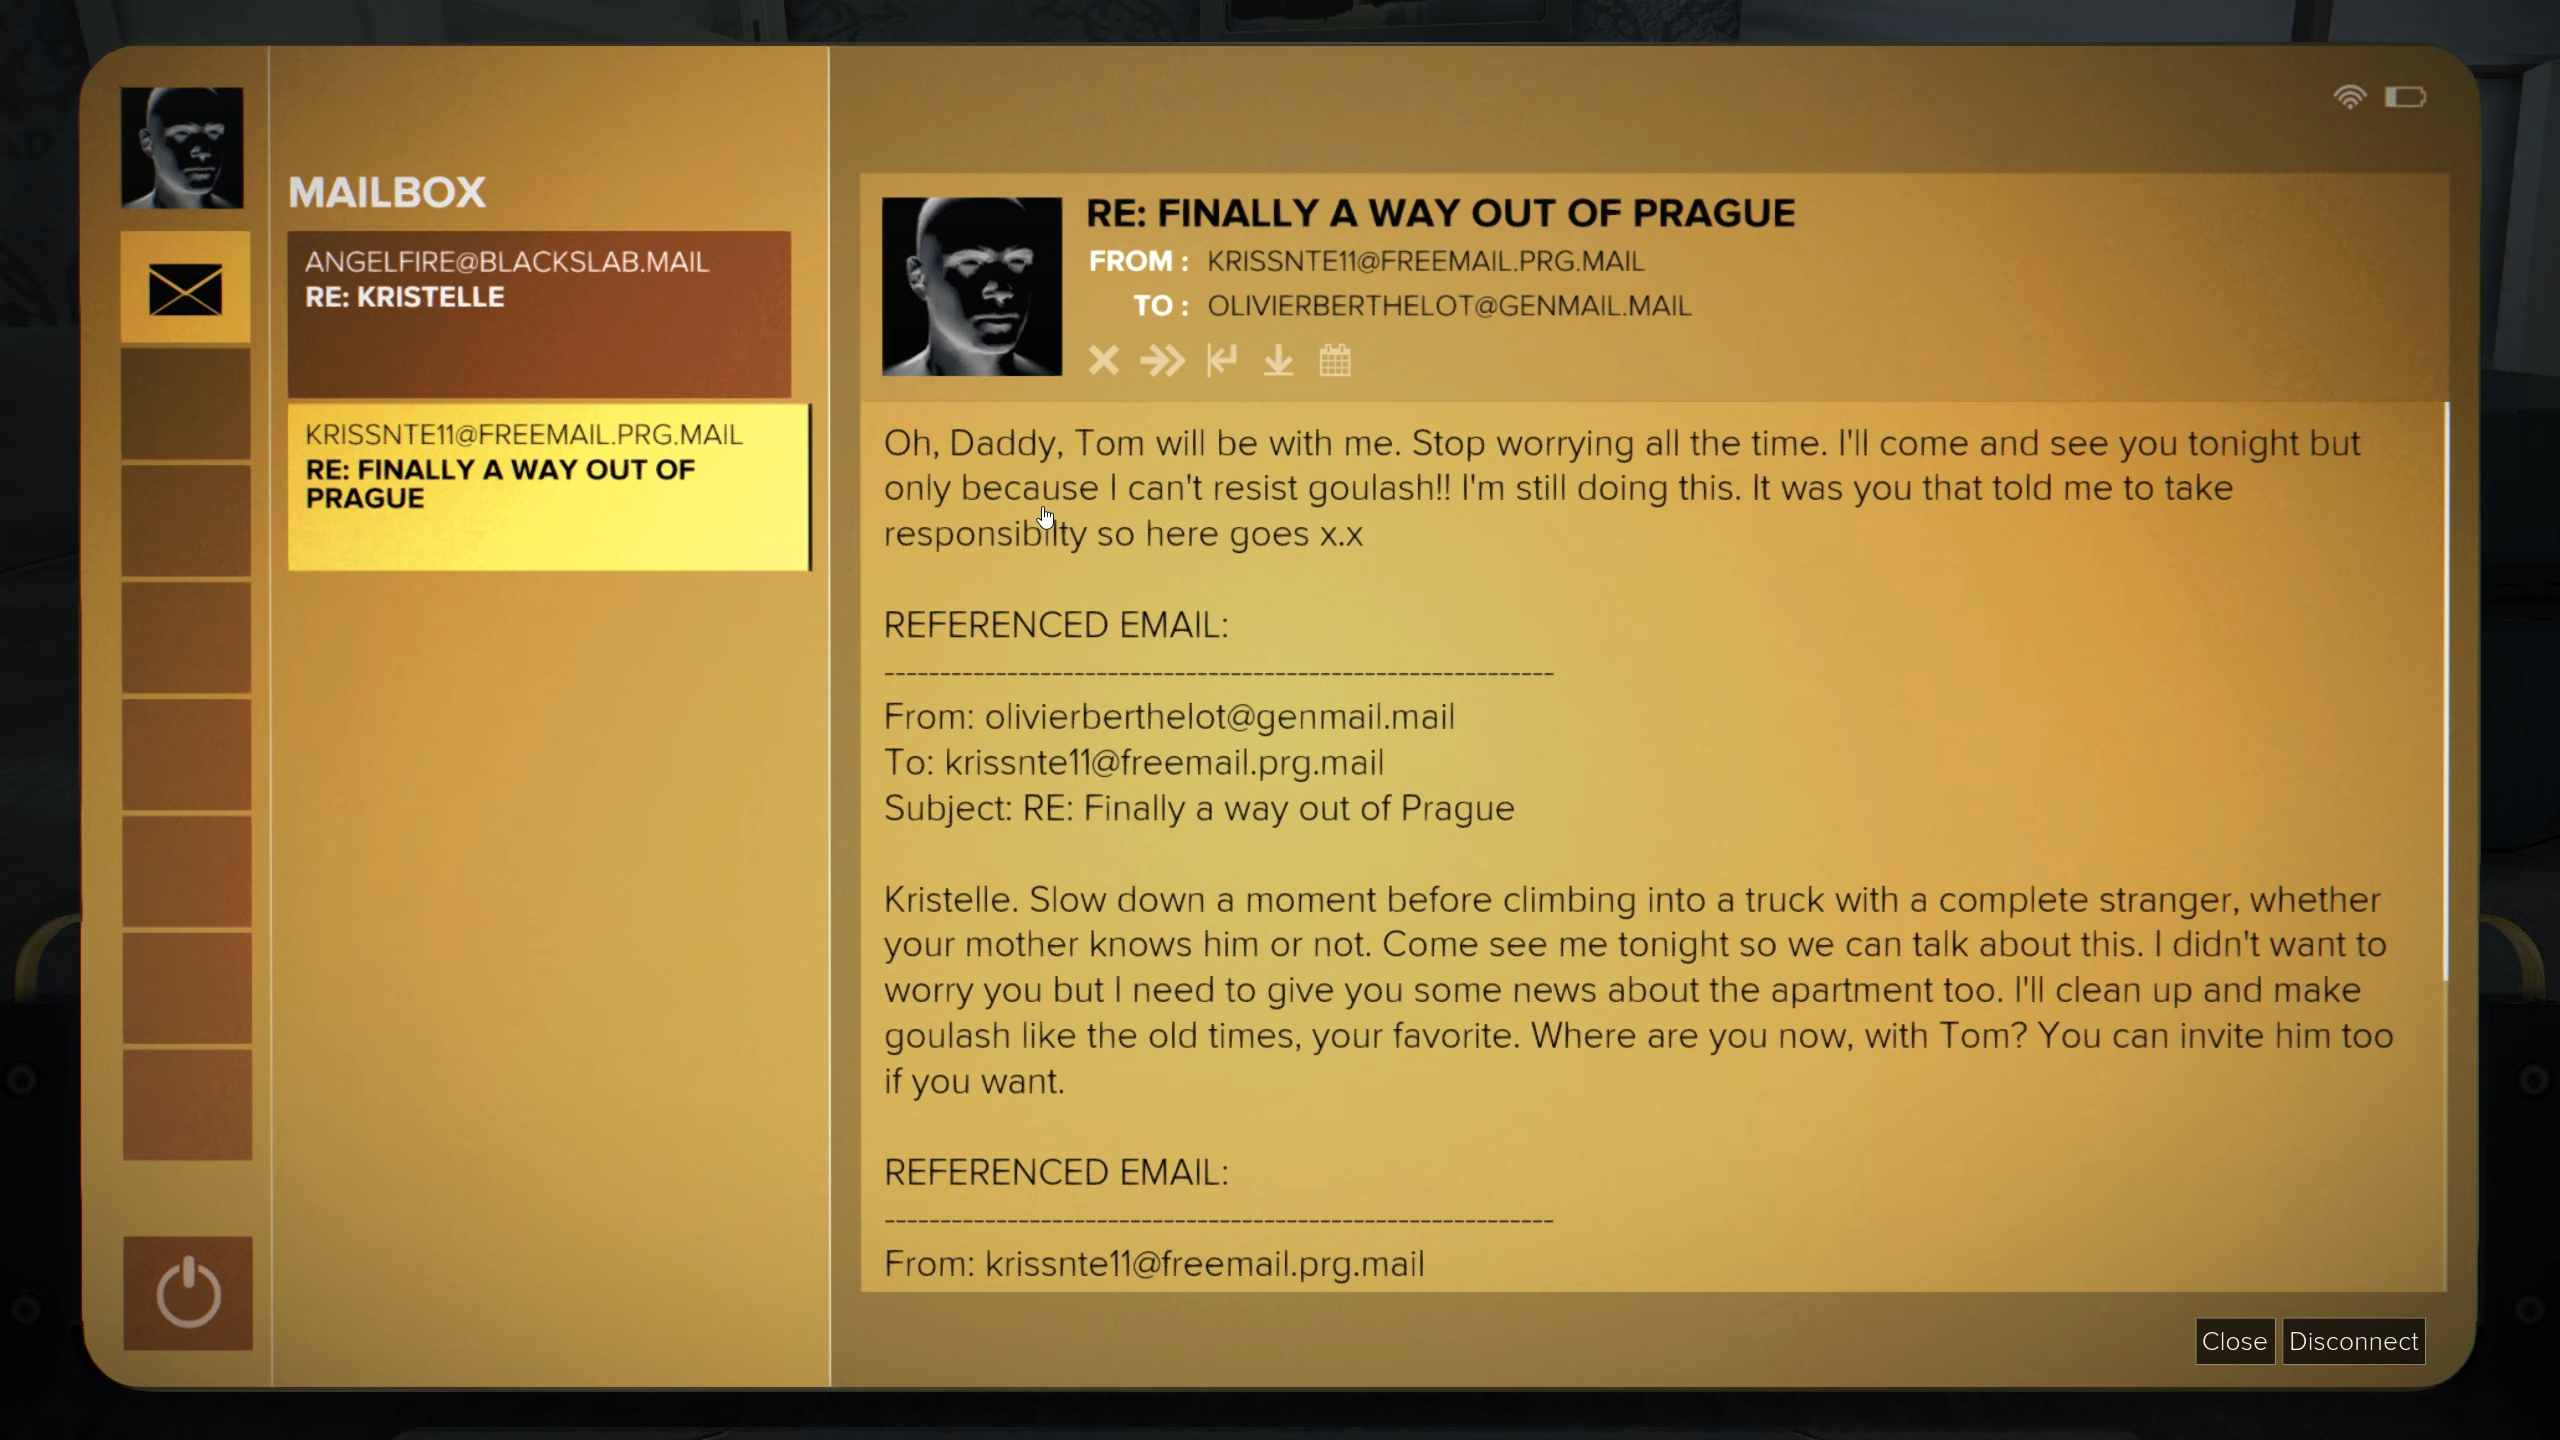 MAILBOX
ANGELFIRE@BLACKSLAB.MAIL
RE: KRISTELLE
KRISSNTE11@FREEMAIL.PRG.MAIL
RE: FINALLY A WAY OUT OF
PRAGUE
RE: FINALLY A WAY OUT OF PRAGUE
FROM : KRISSNTE11@FREEMAIL.PRG.MAIL
TO : OLIVIERBERTHELOT@GENMAIL.MAIL
Oh, Daddy, Tom will be with me. Stop worrying all the time. I'll come and see you tonight but
only because I can't resist goulash!! I'm still doing this. It was you that told me to take
responsibilty so here goes x.x
REFERENCED EMAIL:
------------------------------------------------------------
From: olivierberthelot@genmail.mail
To: krissnte11@freemail.prg.mail
Subject: RE: Finally a way out of Prague
Kristelle. Slow down a moment before climbing into a truck with a complete stranger, whether
your mother knows him or not. Come see me tonight so we can talk about this. I didn't want to
worry you but I need to give you some news about the apartment too. I'll clean up and make
goulash like the old times, your favorite. Where are you now, with Tom? You can invite him too
if you want.
REFERENCED EMAIL:
------------------------------------------------------------
From: krissnte11@freemail.prg.mail
Close Disconnect